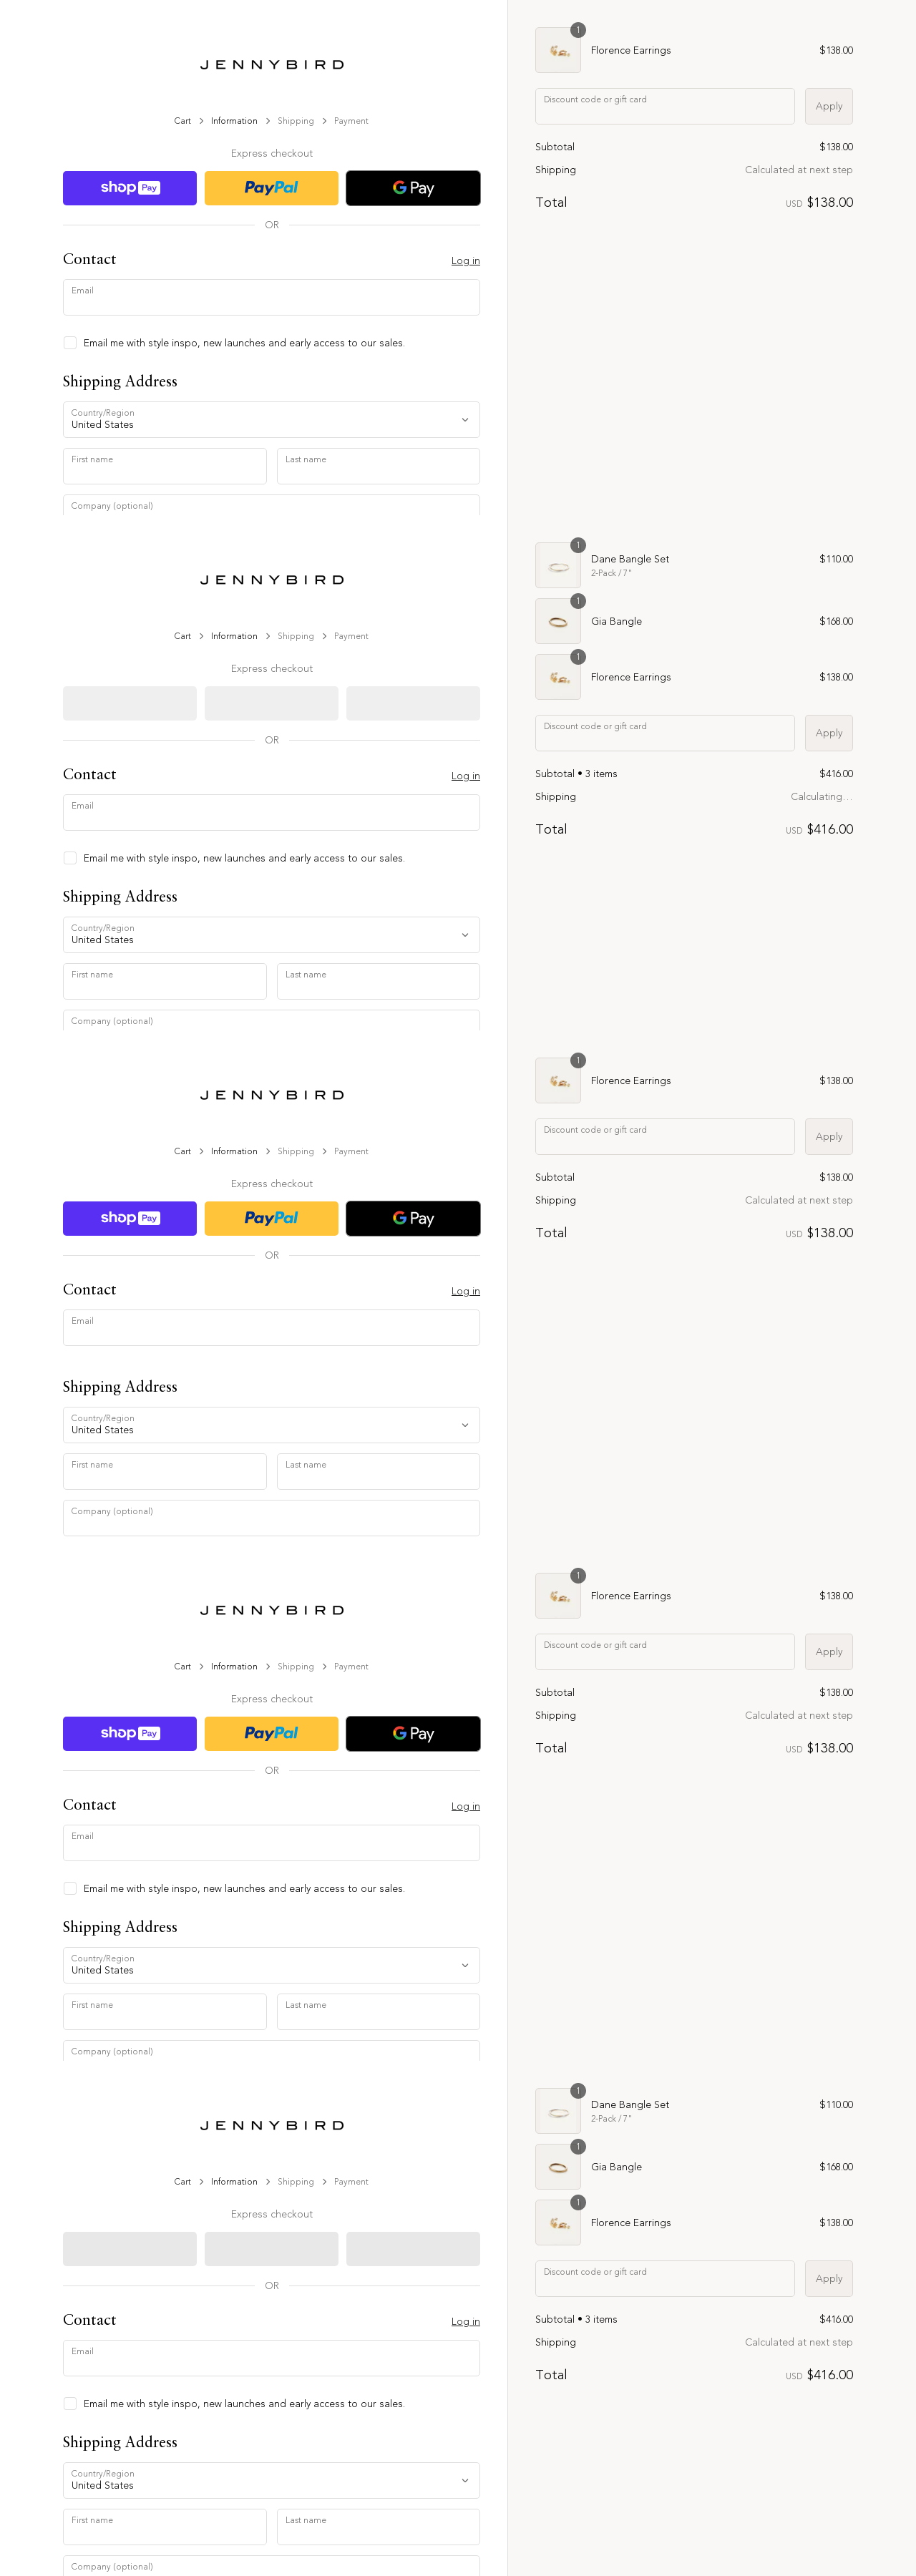 JENNYBIRD
Cart > Information > Shipping > Payment
Express checkout
shop Pay PayPal G Pay
OR
Contact Log in
Email
Email me with style inspo, new launches and early access to our sales.
Shipping Address
Country/Region
United States
First name Last name
Company (optional)
1
Florence Earrings $138.00
Discount code or gift card Apply
Subtotal $138.00
Shipping Calculated at next step
Total USD $138.00
JENNYBIRD
Cart > Information > Shipping > Payment
Express checkout
OR
Contact Log in
Email
Email me with style inspo, new launches and early access to our sales.
Shipping Address
Country/Region
United States
First name Last name
Company (optional)
1
Dane Bangle Set $110.00
2-Pack / 7"
1
Gia Bangle $168.00
1
Florence Earrings $138.00
Discount code or gift card Apply
Subtotal • 3 items $416.00
Shipping Calculating...
Total USD $416.00
JENNYBIRD
Cart > Information > Shipping > Payment
Express checkout
shop Pay PayPal G Pay
OR
Contact Log in
Email
Shipping Address
Country/Region
United States
First name Last name
Company (optional)
1
Florence Earrings $138.00
Discount code or gift card Apply
Subtotal $138.00
Shipping Calculated at next step
Total USD $138.00
JENNYBIRD
Cart > Information > Shipping > Payment
Express checkout
shop Pay PayPal G Pay
OR
Contact Log in
Email
Email me with style inspo, new launches and early access to our sales.
Shipping Address
Country/Region
United States
First name Last name
Company (optional)
1
Florence Earrings $138.00
Discount code or gift card Apply
Subtotal $138.00
Shipping Calculated at next step
Total USD $138.00
JENNYBIRD
Cart > Information > Shipping > Payment
Express checkout
OR
Contact Log in
Email
Email me with style inspo, new launches and early access to our sales.
Shipping Address
Country/Region
United States
First name Last name
Company (optional)
1
Dane Bangle Set $110.00
2-Pack / 7"
1
Gia Bangle $168.00
1
Florence Earrings $138.00
Discount code or gift card Apply
Subtotal • 3 items $416.00
Shipping Calculated at next step
Total USD $416.00